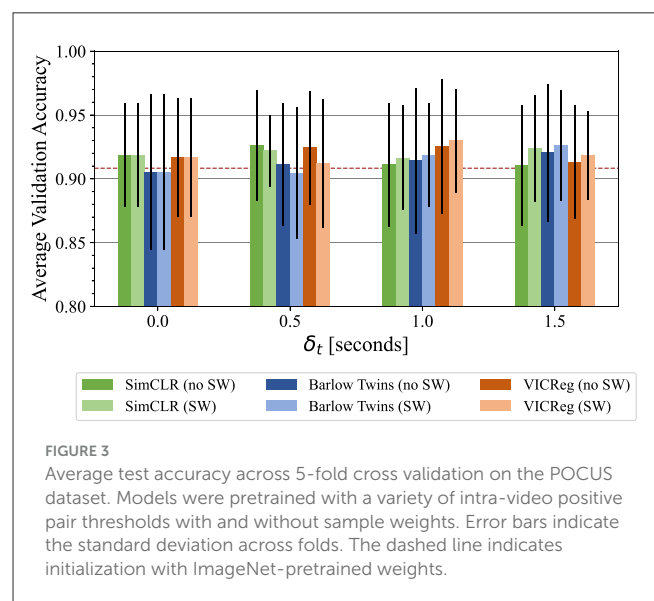 1.00
0.95
0.90
0.85
0.80
Average Validation Accuracy
0.0 0.5 1.0 1.5
δt [seconds]
SimCLR (no SW) Barlow Twins (no SW) VICReg (no SW)
SimCLR (SW) Barlow Twins (SW) VICReg (SW)
FIGURE 3
Average test accuracy across 5-fold cross validation on the POCUS
dataset. Models were pretrained with a variety of intra-video positive
pair thresholds with and without sample weights. Error bars indicate
the standard deviation across folds. The dashed line indicates
initialization with ImageNet-pretrained weights.